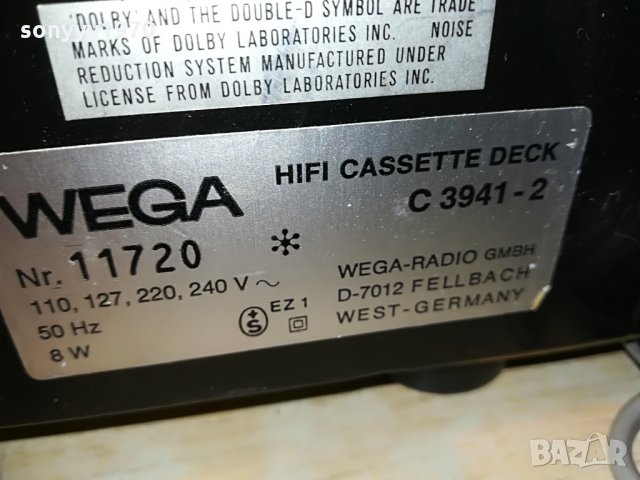 'DOLBY' AND THE DOUBLE-D SYMBOL ARE TRADE
MARKS OF DOLBY LABORATORIES INC. NOISE
REDUCTION SYSTEM MANUFACTURED UNDER
LICENSE FROM DOLBY LABORATORIES INC.
WEGA
HIFI CASSETTE DECK
C 3941-2
Nr. 11720
110, 127, 220, 240 V ~
50 Hz
8 W
S
EZ 1
WEGA-RADIO GMBH
D-7012 FELLBACH
WEST-GERMANY
BAZAR